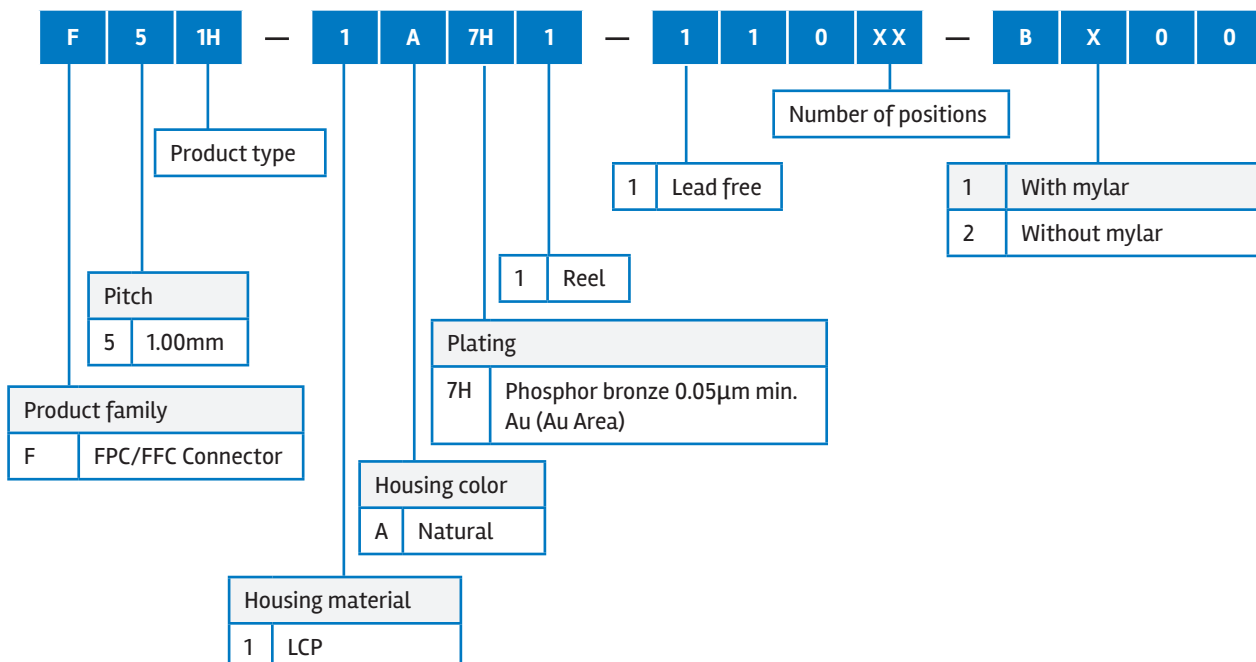 F 5 1H — 1 A 7H 1 — 1 1 0 XX — B X 0 0
Number of positions
Product type
1 Lead free
1 With mylar
2 Without mylar
1 Reel
Pitch
5 1.00mm
Plating
7H Phosphor bronze 0.05µm min.
Au (Au Area)
Product family
F FPC/FFC Connector
Housing color
A Natural
Housing material
1 LCP